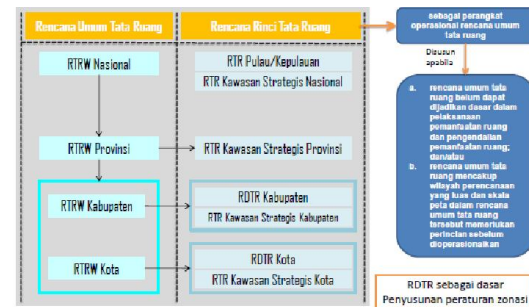 Rencana Umum Tata Ruang
Rencana Rinci Tata Ruang
sebagai perangkat
operasional rencana umum
tata ruang
Disusun
apabila
RTRW Nasional
RTR Pulau/Kepulauan
RTR Kawasan Strategis Nasional
RTRW Provinsi
RTR Kawasan Strategis Provinsi
RTRW Kabupaten
RDTR Kabupaten
RTR Kawasan Strategis Kabupaten
RTRW Kota
RDTR Kota
RTR Kawasan Strategis Kota
a. rencana umum tata
ruang belum dapat
dijadikan dasar dalam
pelaksanaan
pemanfaatan ruang dan
pengendalian
pemanfaatan ruang;
dan/atau
b. rencana umum tata
ruang mencakup
wilayah perencanaan
yang luas dan skala
peta dalam rencana
umum tata ruang
tersebut memerlukan
perincian sebelum
dioperasionalkan
RDTR sebagai dasar
Penyusunan peraturan zonasi